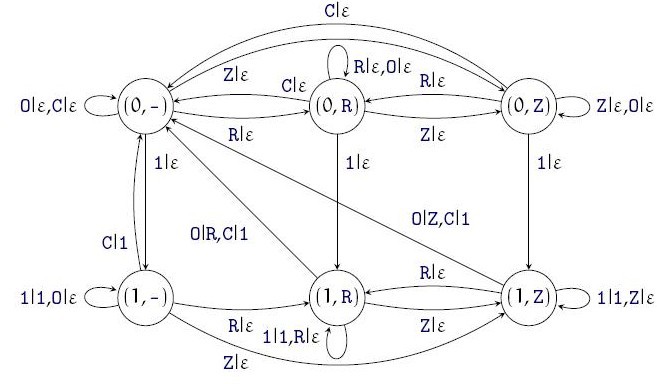 C|ε
Z|ε
C|ε
R|ε,0|ε
R|ε
0|ε,C|ε
(0,-)
(0,R)
(0,Z)
Z|ε,0|ε
R|ε
Z|ε
1|ε
1|ε
1|ε
C|1
0|R,C|1
0|Z,C|1
R|ε
1|1,0|ε
(1,-)
(1,R)
(1,Z)
1|1,Z|ε
R|ε
1|1,R|ε
Z|ε
Z|ε